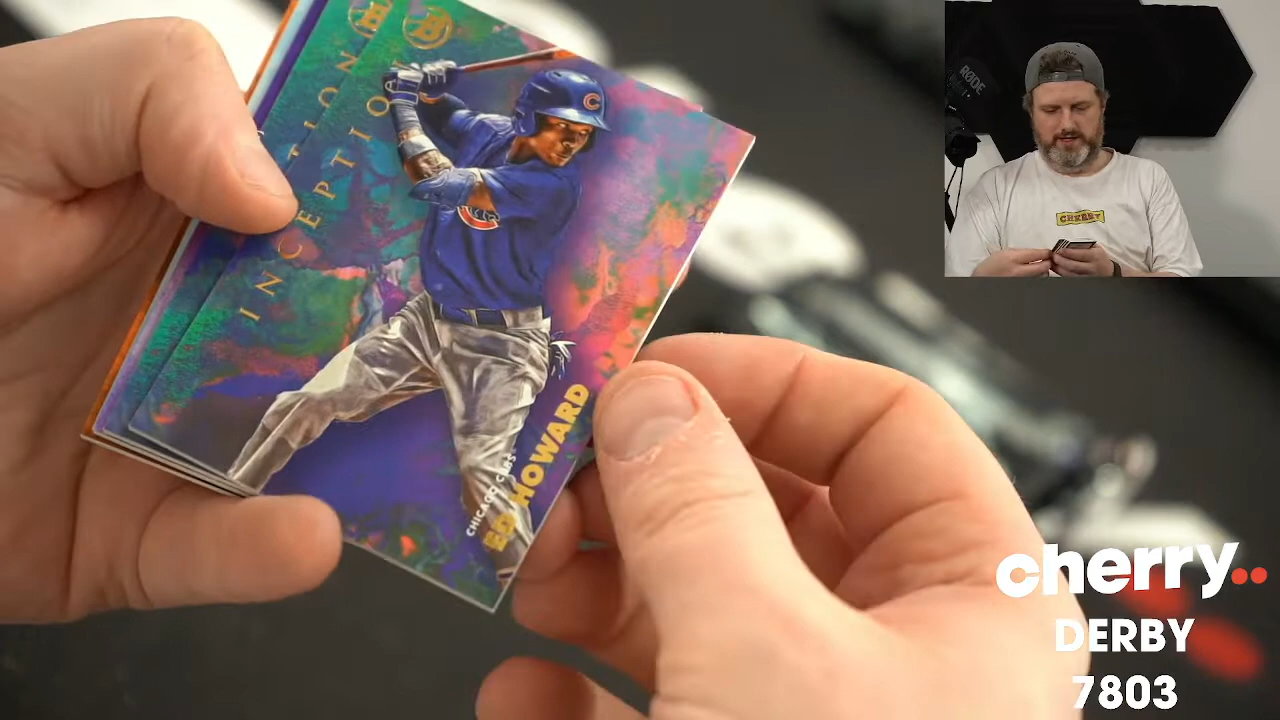 INCEPTION
C
CHICAGO CUBS
ED HOWARD
RØDE
CHERRY
cherry..
DERBY
7803